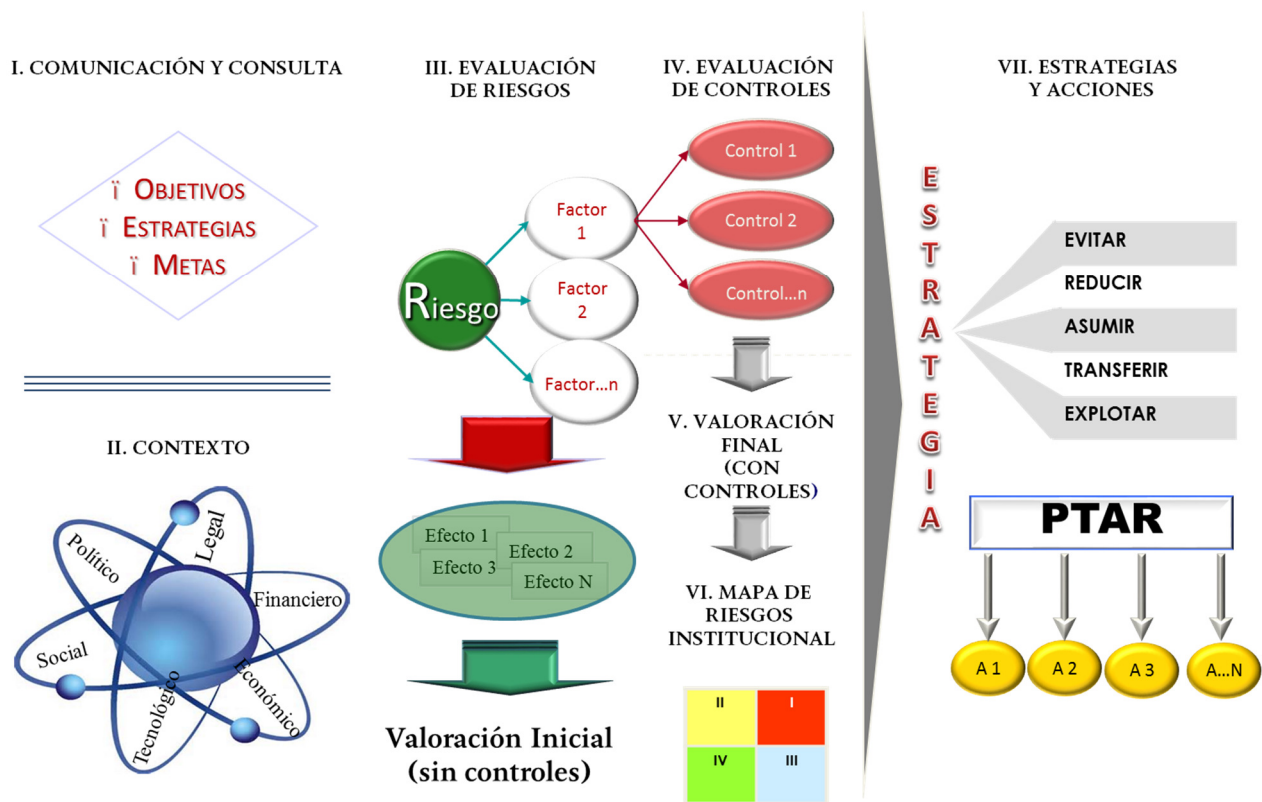 I. COMUNICACIÓN Y CONSULTA
ï OBJETIVOS
ï ESTRATEGIAS
ï METAS
II. CONTEXTO
Político
Legal
Financiero
Social
Tecnológico
Económico
III. EVALUACIÓN
DE RIESGOS
Riesgo
Factor
1
Factor
2
Factor...n
Efecto 1
Efecto 2
Efecto 3
Efecto N
Valoración Inicial
(sin controles)
IV. EVALUACIÓN
DE CONTROLES
Control 1
Control 2
Control...n
V. VALORACIÓN
FINAL
(CON
CONTROLES)
VI. MAPA DE
RIESGOS
INSTITUCIONAL
II
I
IV
III
VII. ESTRATEGIAS
Y ACCIONES
ESTRATEGIA
EVITAR
REDUCIR
ASUMIR
TRANSFERIR
EXPLOTAR
PTAR
A 1
A 2
A 3
A...N